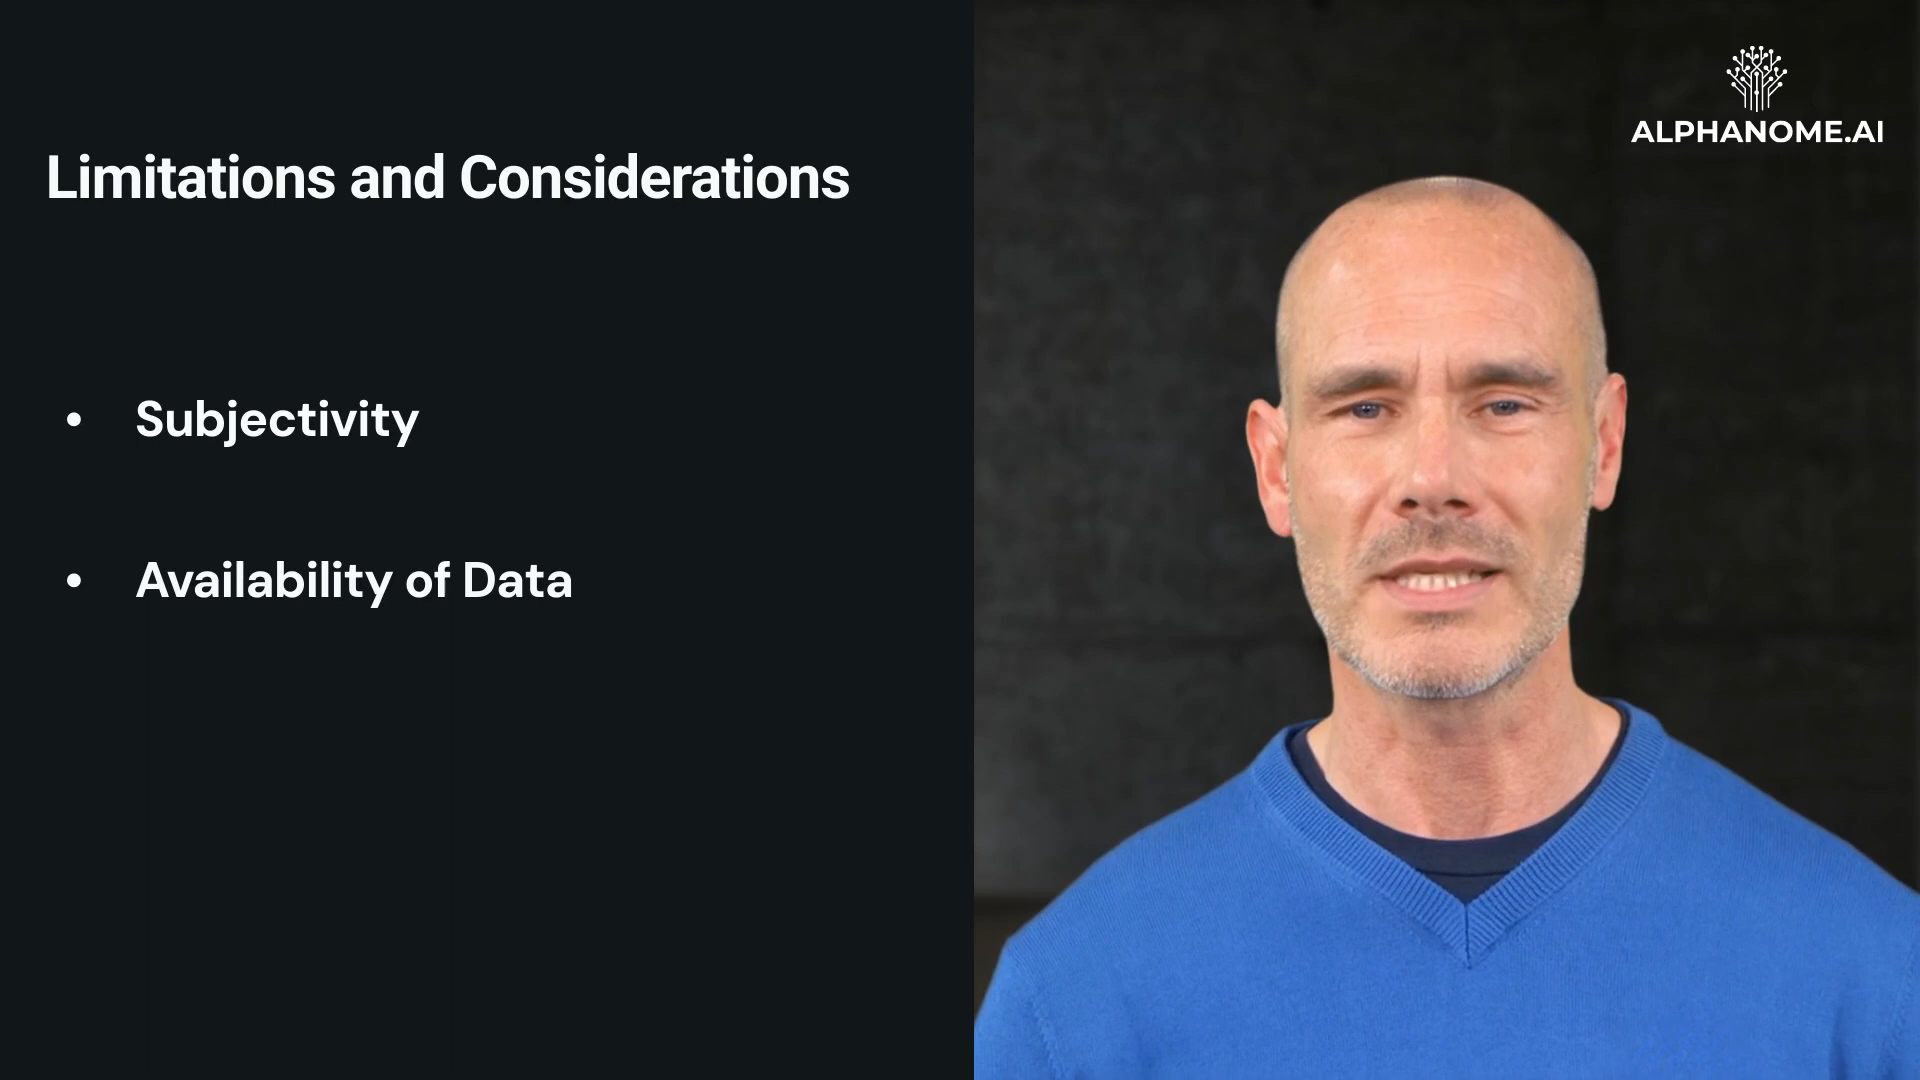 Limitations and Considerations
• Subjectivity
• Availability of Data
ALPHANOME.AI